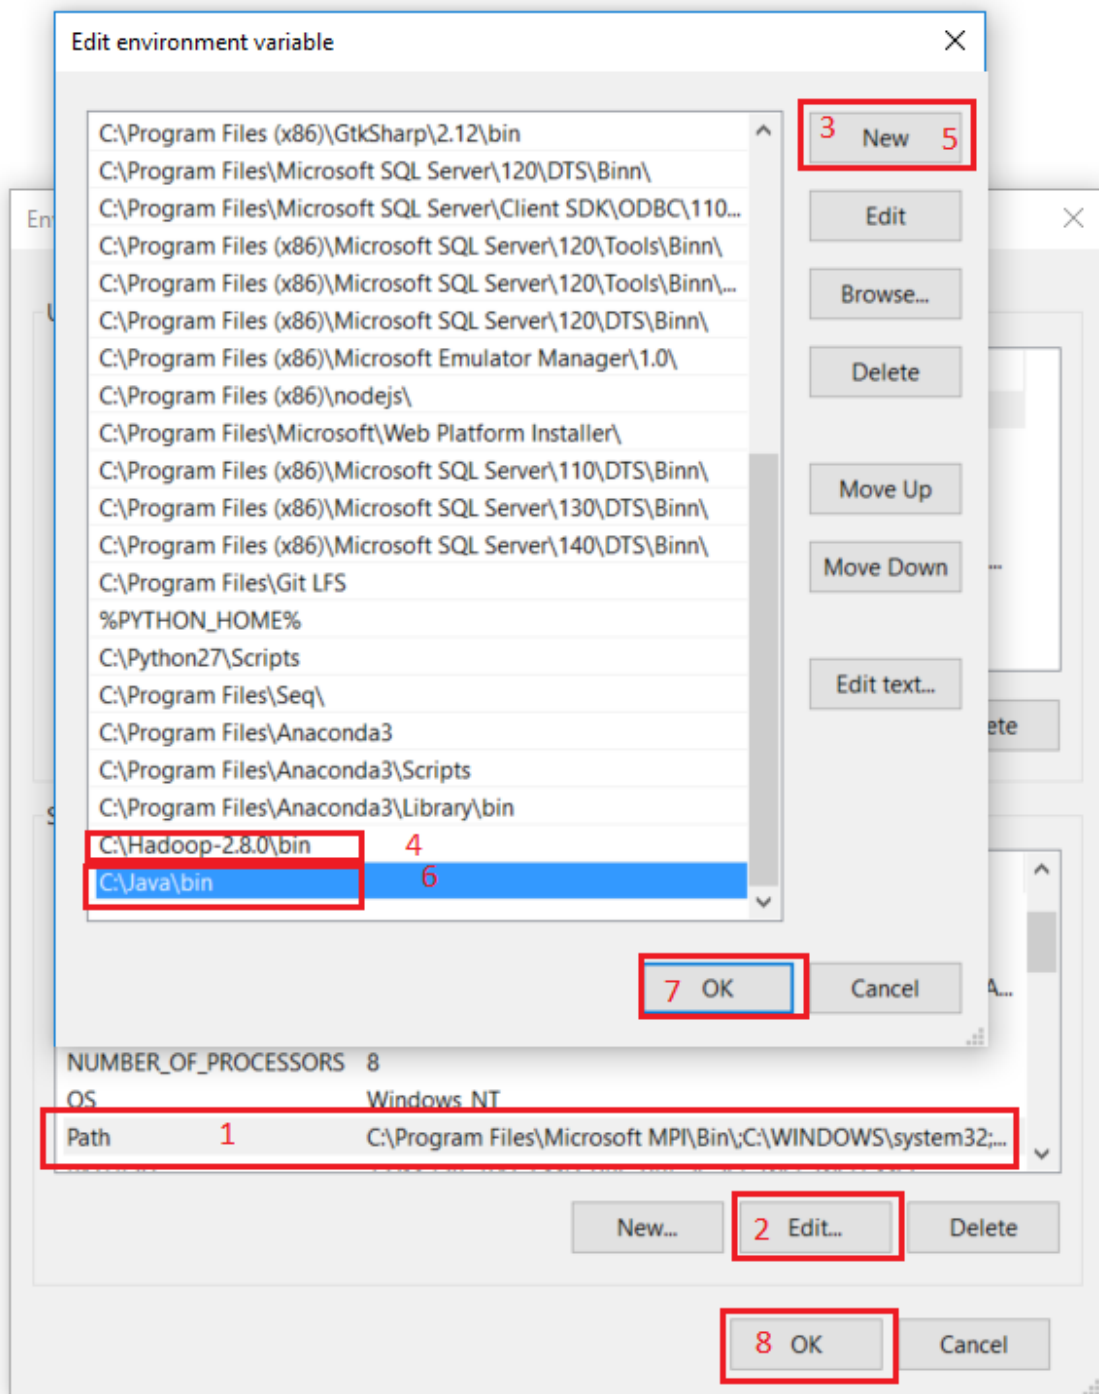 Edit environment variable
C:\Program Files (x86)\GtkSharp\2.12\bin
C:\Program Files\Microsoft SQL Server\120\DTS\Binn\
C:\Program Files\Microsoft SQL Server\Client SDK\ODBC\110...
C:\Program Files (x86)\Microsoft SQL Server\120\Tools\Binn\
C:\Program Files (x86)\Microsoft SQL Server\120\Tools\Binn\...
C:\Program Files (x86)\Microsoft SQL Server\120\DTS\Binn\
C:\Program Files (x86)\Microsoft Emulator Manager\1.0\
C:\Program Files (x86)\nodejs\
C:\Program Files\Microsoft\Web Platform Installer\
C:\Program Files (x86)\Microsoft SQL Server\110\DTS\Binn\
C:\Program Files (x86)\Microsoft SQL Server\130\DTS\Binn\
C:\Program Files (x86)\Microsoft SQL Server\140\DTS\Binn\
C:\Program Files\Git LFS
%PYTHON_HOME%
C:\Python27\Scripts
C:\Program Files\Seq\
C:\Program Files\Anaconda3
C:\Program Files\Anaconda3\Scripts
C:\Program Files\Anaconda3\Library\bin
C:\Hadoop-2.8.0\bin 4
C:\Java\bin 6
3 New 5
Edit
Browse...
Delete
Move Up
Move Down
Edit text...
7 OK
Cancel
En
...
ete
A...
NUMBER_OF_PROCESSORS 8
OS Windows_NT
Path 1 C:\Program Files\Microsoft MPI\Bin\;C:\WINDOWS\system32;...
New...
2 Edit...
Delete
8 OK
Cancel